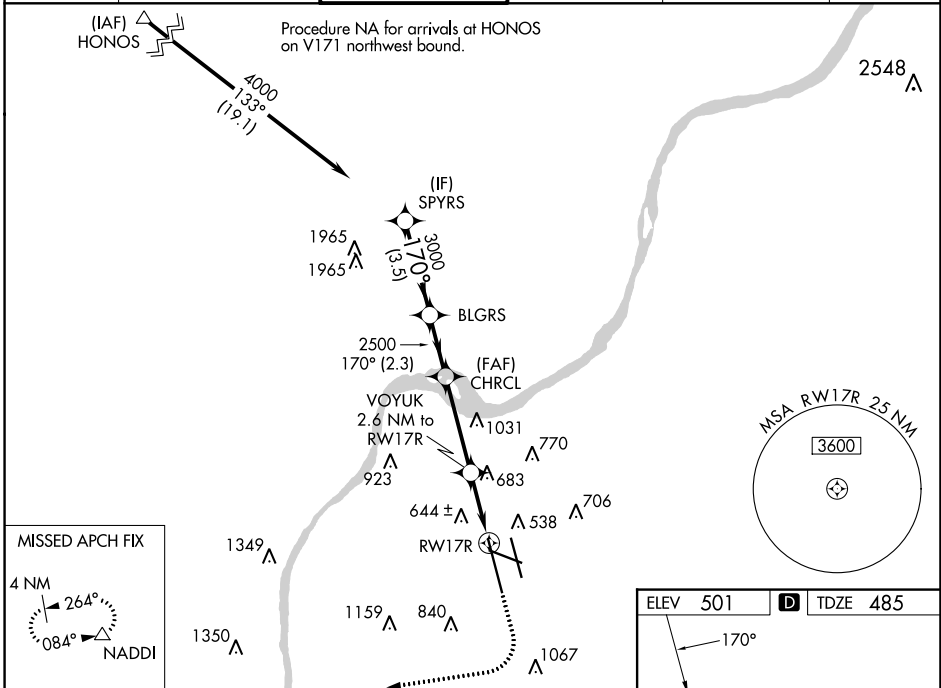 (IAF)
HONOS
Procedure NA for arrivals at HONOS
on V171 northwest bound.
2548
4000
133°
(19.1)
(IF)
SPYRS
1965
1965
3000
170°
(3.5)
BLGRS
2500
170° (2.3)
(FAF)
CHRCL
VOYUK
2.6 NM to
RW17R
1031
770
923
683
MSA RW17R 25 NM
3600
644 ±
538
706
RW17R
MISSED APCH FIX
4 NM
264°
084°
NADDI
1349
1350
1159
840
1067
ELEV 501 D TDZE 485
170°